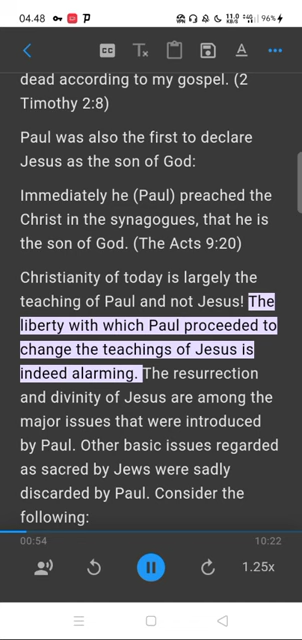 04.48
11.0
KB/S
96%
CC
dead according to my gospel. (2
Timothy 2:8)
Paul was also the first to declare
Jesus as the son of God:
Immediately he (Paul) preached the
Christ in the synagogues, that he is
the son of God. (The Acts 9:20)
Christianity of today is largely the
teaching of Paul and not Jesus! The
liberty with which Paul proceeded to
change the teachings of Jesus is
indeed alarming. The resurrection
and divinity of Jesus are among the
major issues that were introduced
by Paul. Other basic issues regarded
as sacred by Jews were sadly
discarded by Paul. Consider the
following:
00:54 10:22
1.25x